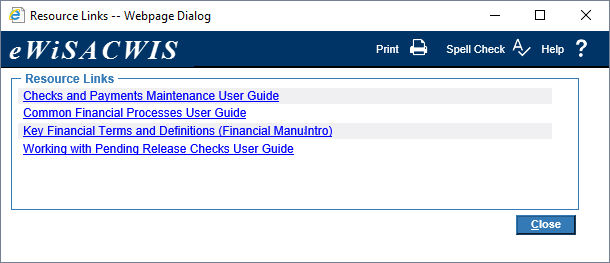 Resource Links -- Webpage Dialog
eWiSACWIS
Print Spell Check Help ?
Resource Links
Checks and Payments Maintenance User Guide
Common Financial Processes User Guide
Key Financial Terms and Definitions (Financial ManuIntro)
Working with Pending Release Checks User Guide
Close